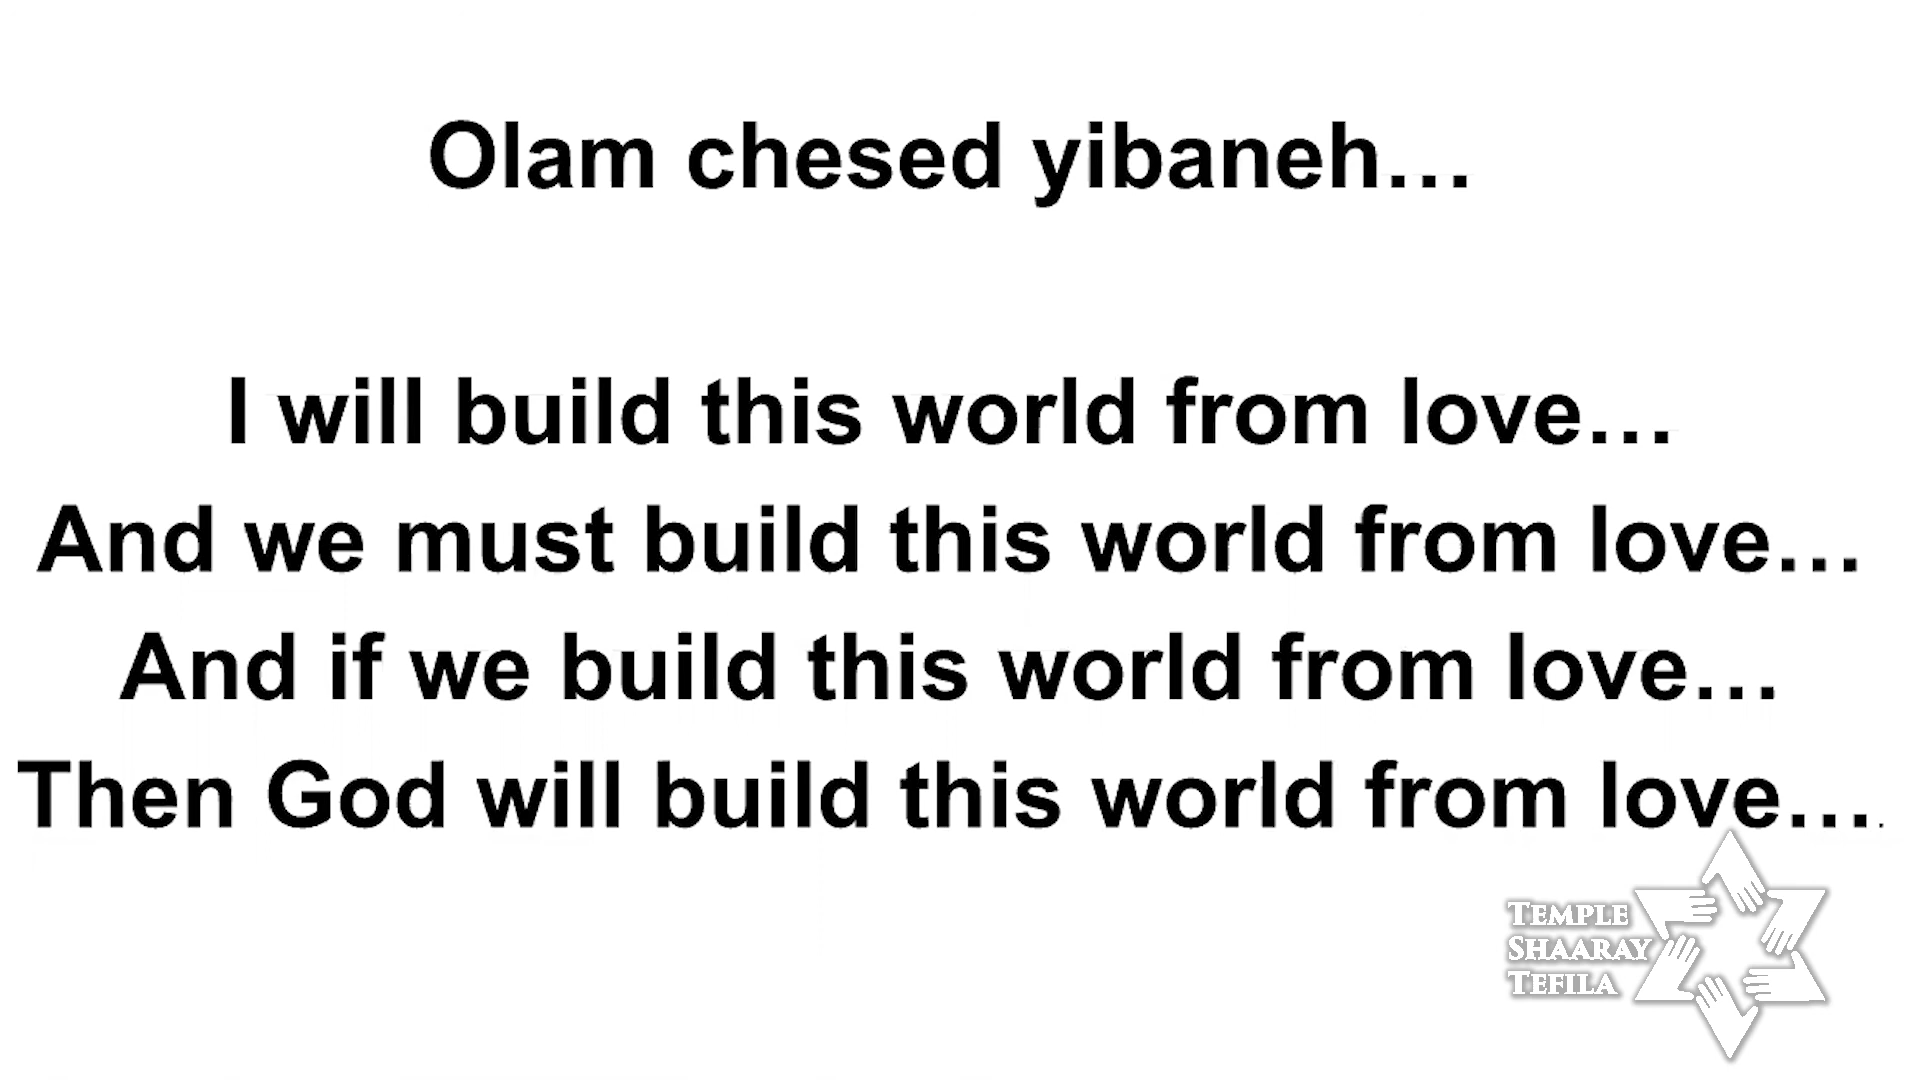 Olam chesed yibaneh…
I will build this world from love…
And we must build this world from love…
And if we build this world from love…
Then God will build this world from love….
TEMPLE
SHAARAY
TEFILA